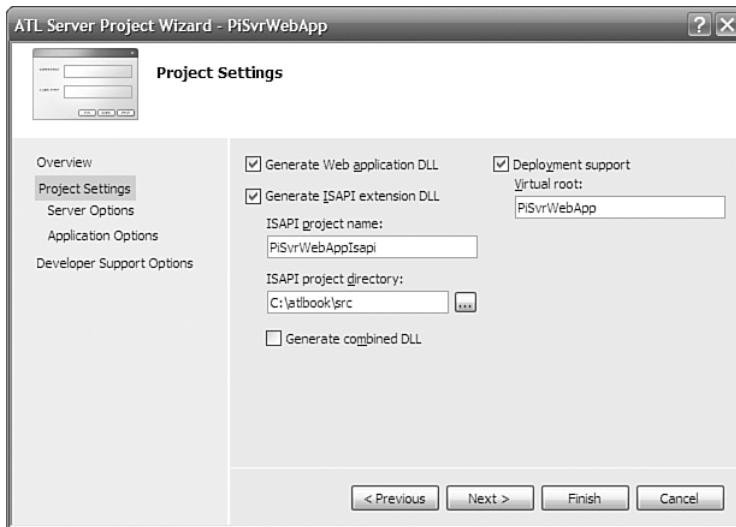 ATL Server Project Wizard - PiSvrWebApp
Project Settings
Overview
Project Settings
Server Options
Application Options
Developer Support Options
Generate Web application DLL
Generate ISAPI extension DLL
ISAPI project name:
PiSvrWebAppIsapi
ISAPI project directory:
C:\atlbook\src
...
Generate combined DLL
Deployment support
Virtual root:
PiSvrWebApp
< Previous
Next >
Finish
Cancel